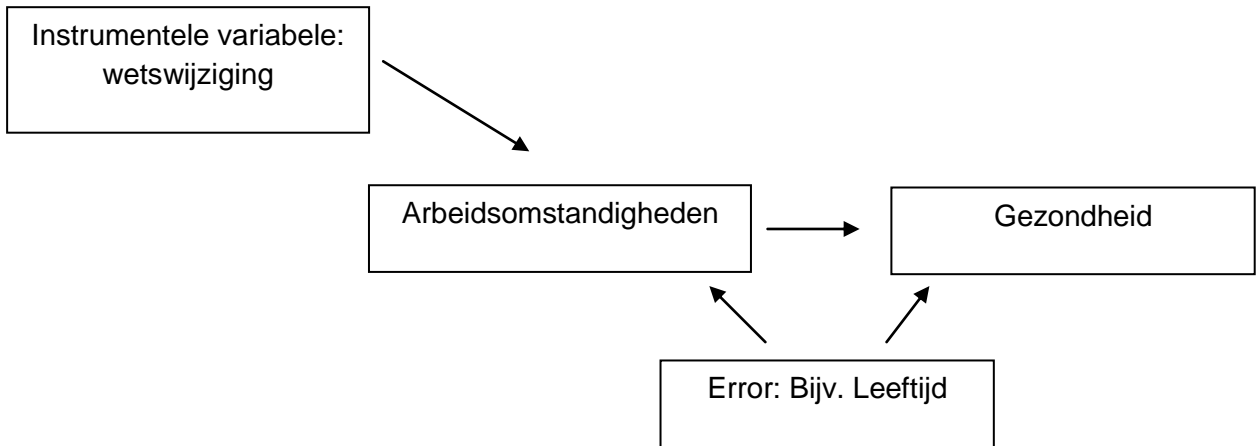 Instrumentele variabele:
wetswijziging
Arbeidsomstandigheden
Gezondheid
Error: Bijv. Leeftijd